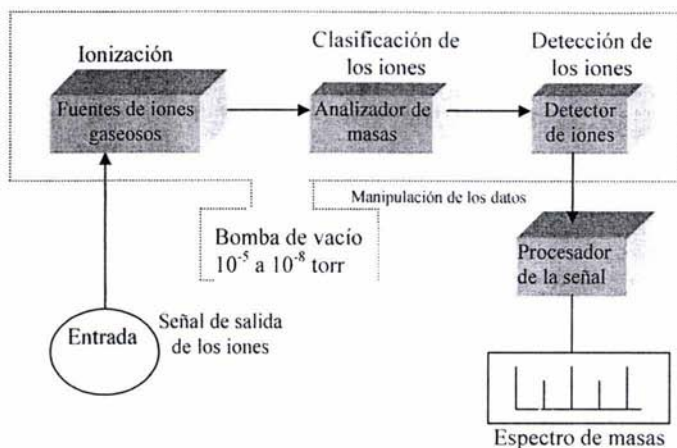 Ionización
Clasificación de
los iones
Detección de
los iones
Fuentes de iones
gaseosos
Analizador de
masas
Detector
de iones
Manipulación de los datos
Bomba de vacío
10⁻⁵ a 10⁻⁸ torr
Procesador
de la señal
Entrada
Señal de salida
de los iones
Espectro de masas